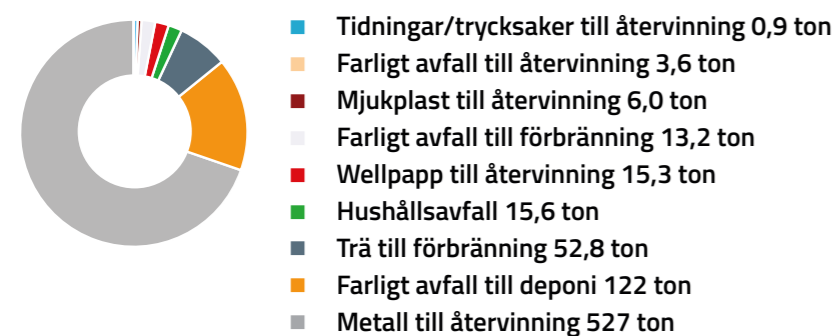 Tidningar/trycksaker till återvinning 0,9 ton
Farligt avfall till återvinning 3,6 ton
Mjukplast till återvinning 6,0 ton
Farligt avfall till förbränning 13,2 ton
Wellpapp till återvinning 15,3 ton
Hushållsavfall 15,6 ton
Trä till förbränning 52,8 ton
Farligt avfall till deponi 122 ton
Metall till återvinning 527 ton